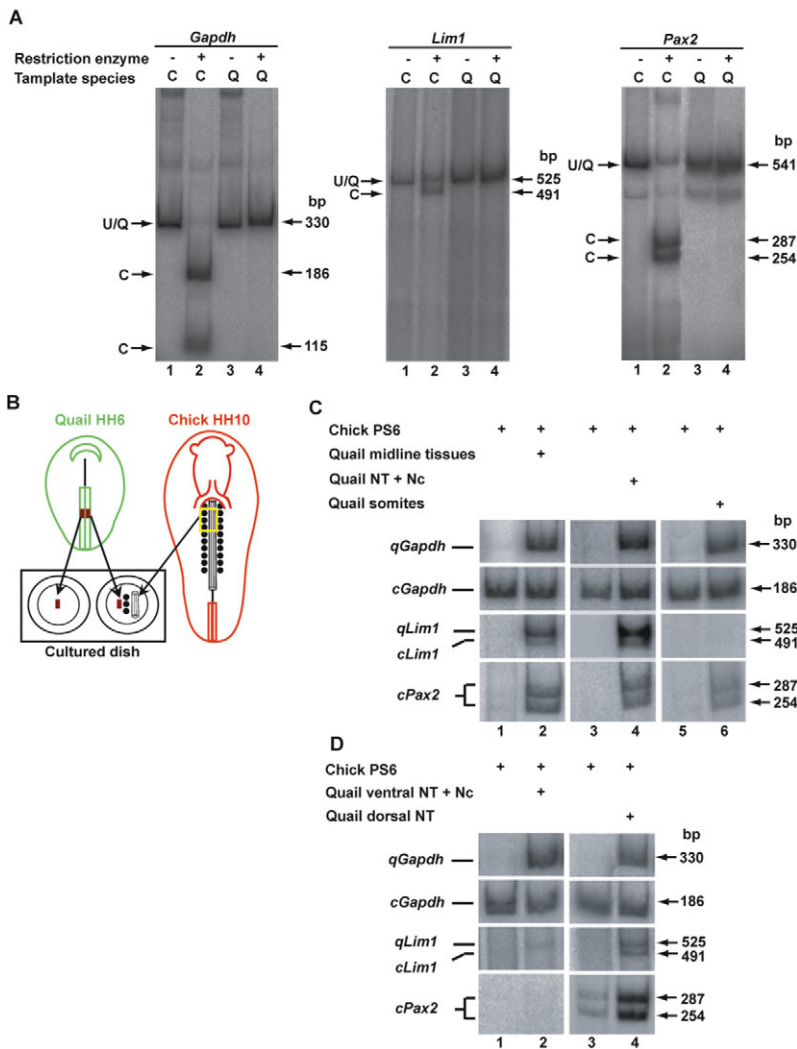 A
Gapdh Lim1 Pax2
Restriction enzyme - + - + - + - + - + - +
Tamplate species C C Q Q C C Q Q C C Q Q
bp
bp
bp
U/Q 541
U/Q 525
C 491
U/Q 330
C 287
C 254
C 186
C 115
1 2 3 4 1 2 3 4 1 2 3 4
B
Quail HH6 Chick HH10
Cultured dish
C
Chick PS6 + + + + + +
Quail midline tissues +
Quail NT + Nc +
Quail somites +
bp
qGapdh 330
cGapdh 186
qLim1 525
cLim1 491
cPax2 287
254
1 2 3 4 5 6
D
Chick PS6 + + + +
Quail ventral NT + Nc +
Quail dorsal NT +
bp
qGapdh 330
cGapdh 186
qLim1 525
cLim1 491
cPax2 287
254
1 2 3 4